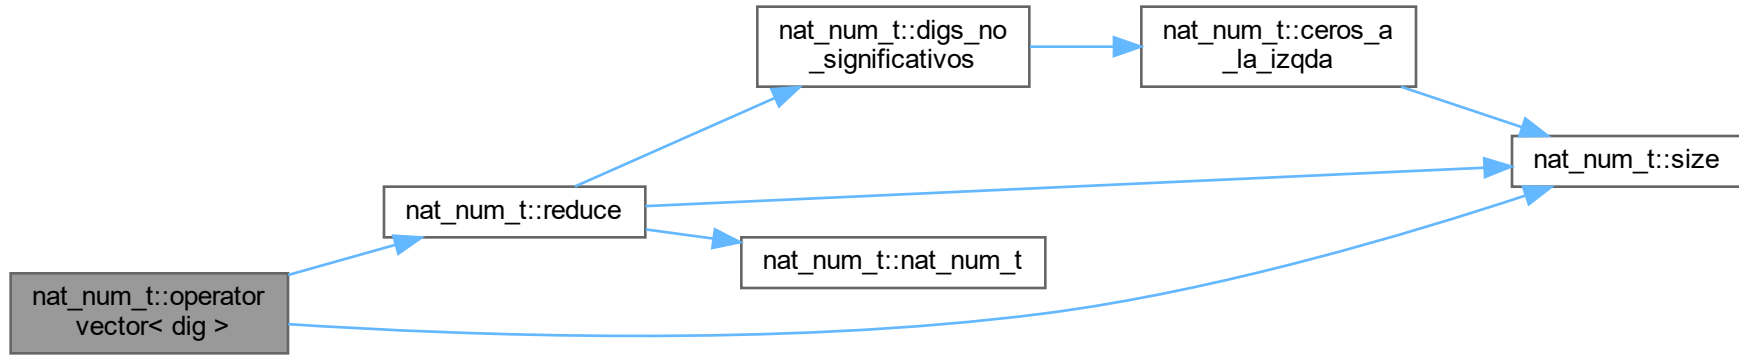 nat_num_t::digs_no
_significativos
nat_num_t::ceros_a
_la_izqda
nat_num_t::size
nat_num_t::reduce
nat_num_t::nat_num_t
nat_num_t::operator
vector< dig >